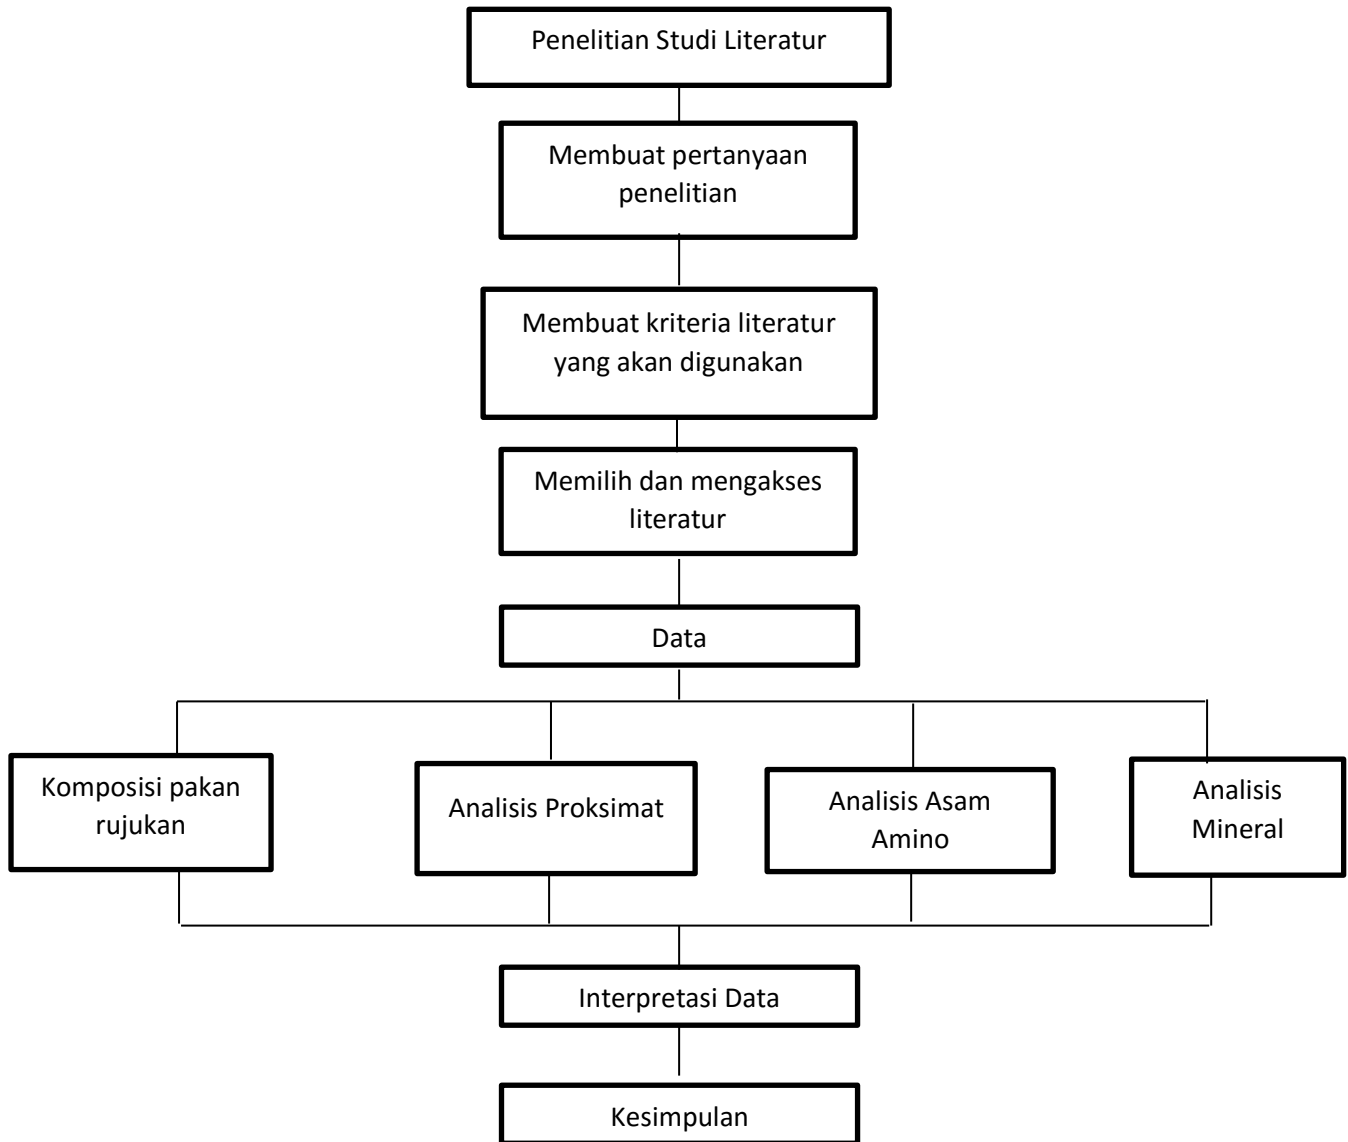 Penelitian Studi Literatur
Membuat pertanyaan
penelitian
Membuat kriteria literatur
yang akan digunakan
Memilih dan mengakses
literatur
Data
Komposisi pakan
rujukan
Analisis Proksimat
Analisis Asam
Amino
Analisis
Mineral
Interpretasi Data
Kesimpulan